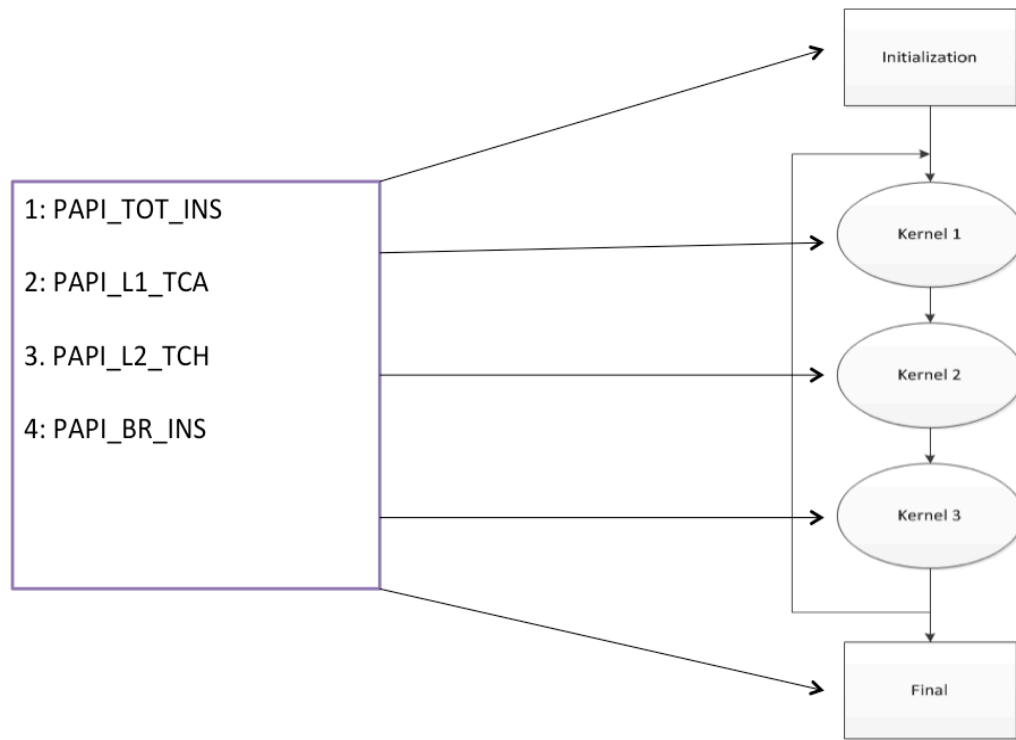 1: PAPI_TOT_INS
2: PAPI_L1_TCA
3. PAPI_L2_TCH
4: PAPI_BR_INS
Initialization
Kernel 1
Kernel 2
Kernel 3
Final